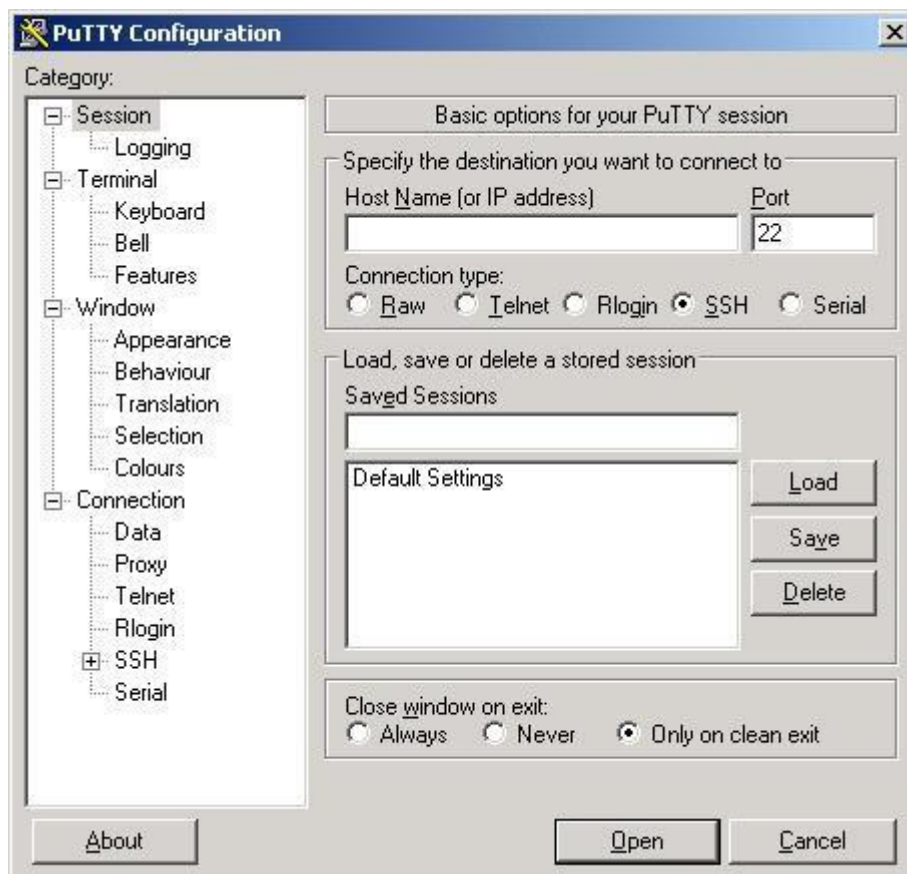 PuTTY Configuration
Category:
Session
Logging
Terminal
Keyboard
Bell
Features
Window
Appearance
Behaviour
Translation
Selection
Colours
Connection
Data
Proxy
Telnet
Rlogin
SSH
Serial
Basic options for your PuTTY session
Specify the destination you want to connect to
Host Name (or IP address) Port
22
Connection type:
Raw Telnet Rlogin SSH Serial
Load, save or delete a stored session
Saved Sessions
Default Settings
Load
Save
Delete
Close window on exit:
Always Never Only on clean exit
About Open Cancel